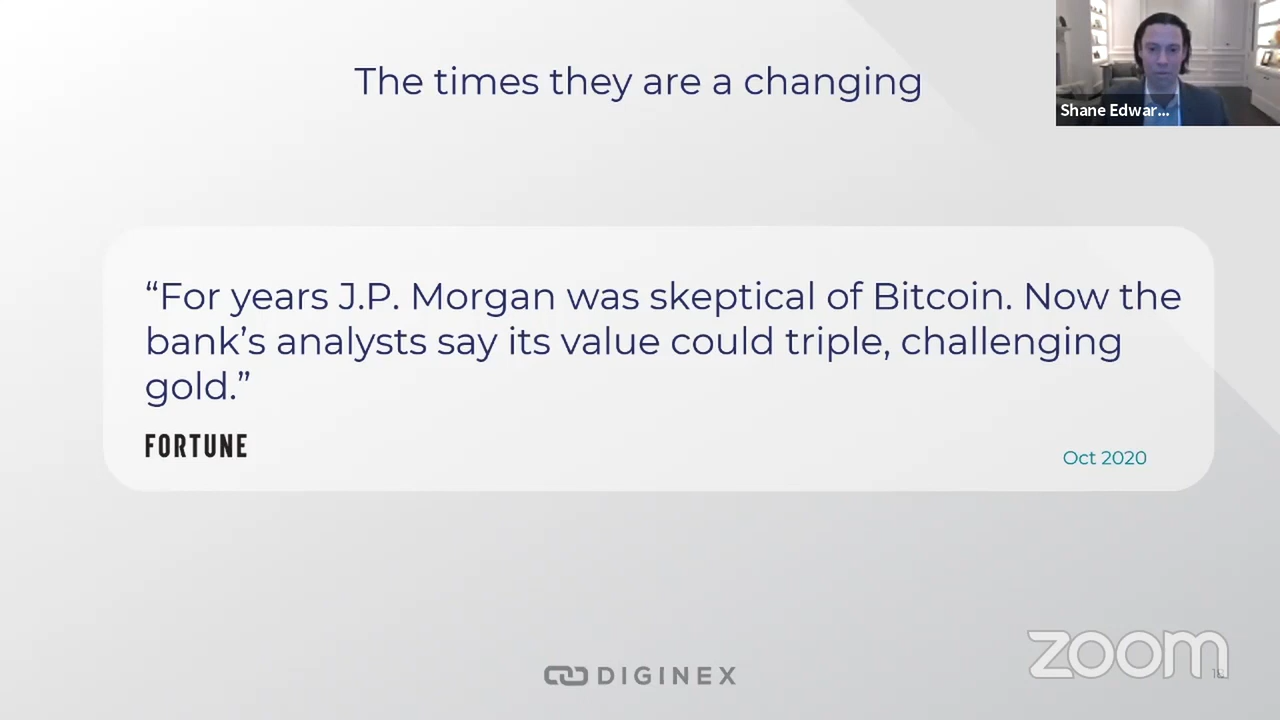 The times they are a changing
Shane Edwar...
“For years J.P. Morgan was skeptical of Bitcoin. Now the
bank’s analysts say its value could triple, challenging
gold.”
FORTUNE
Oct 2020
DIGINEX
zoom
18